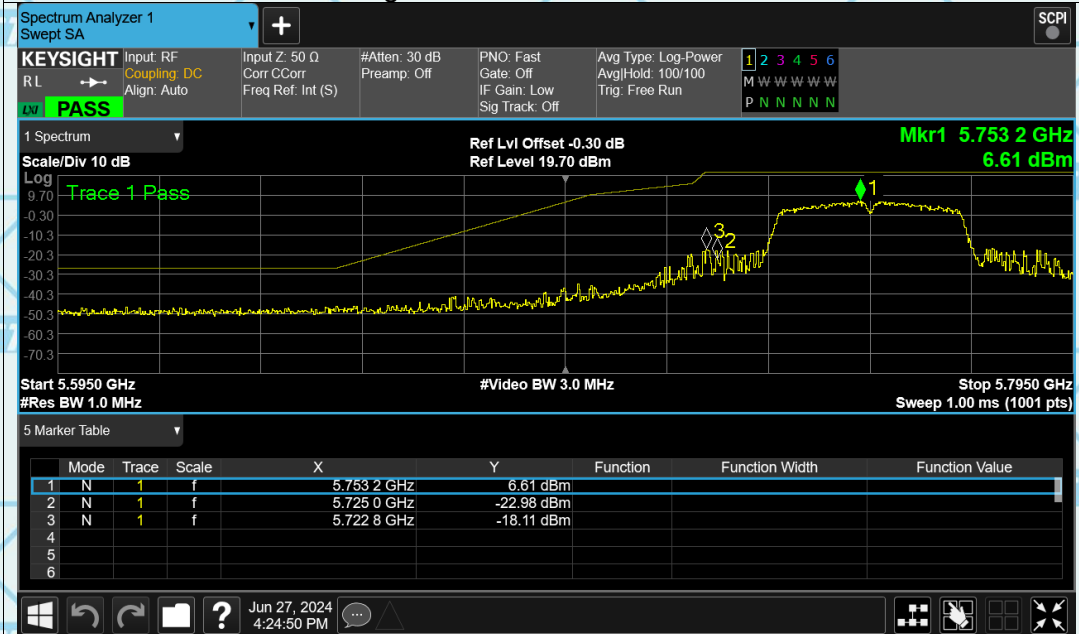 Spectrum Analyzer 1
Swept SA
+
SCPI
KEYSIGHT Input: RF Input Z: 50 Ω #Atten: 30 dB PNO: Fast Avg Type: Log-Power 1 2 3 4 5 6
RL Coupling: DC Corr CCorr Preamp: Off Gate: Off Avg|Hold: 100/100 M W W W W W
Align: Auto Freq Ref: Int (S) IF Gain: Low Trig: Free Run
LXI PASS Sig Track: Off P N N N N N
1 Spectrum
Ref Lvl Offset -0.30 dB Mkr1 5.753 2 GHz
Scale/Div 10 dB Ref Level 19.70 dBm 6.61 dBm
Log
Trace 1 Pass
9.70
-0.30
-10.3
-20.3
-30.3
-40.3
-50.3
-60.3
-70.3
1
3
2
Start 5.5950 GHz #Video BW 3.0 MHz Stop 5.7950 GHz
#Res BW 1.0 MHz Sweep 1.00 ms (1001 pts)
5 Marker Table
Mode Trace Scale X Y Function Function Width Function Value
1 N 1 f 5.753 2 GHz 6.61 dBm
2 N 1 f 5.725 0 GHz -22.98 dBm
3 N 1 f 5.722 8 GHz -18.11 dBm
4
5
6
? Jun 27, 2024
4:24:50 PM